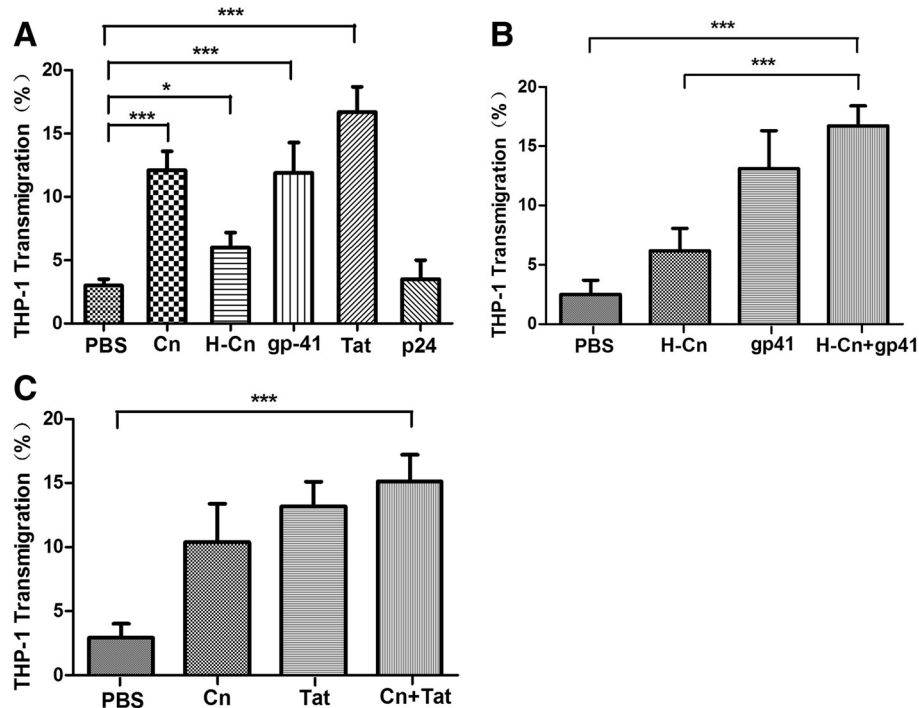 A
***
***
*
***
THP-1 Transmigration (%)
20
15
10
5
0
PBS Cn H-Cn gp-41 Tat p24
B
***
***
THP-1 Transmigration (%)
20
15
10
5
0
PBS H-Cn gp41 H-Cn+gp41
C
***
THP-1 Transmigration (%)
20
15
10
5
0
PBS Cn Tat Cn+Tat